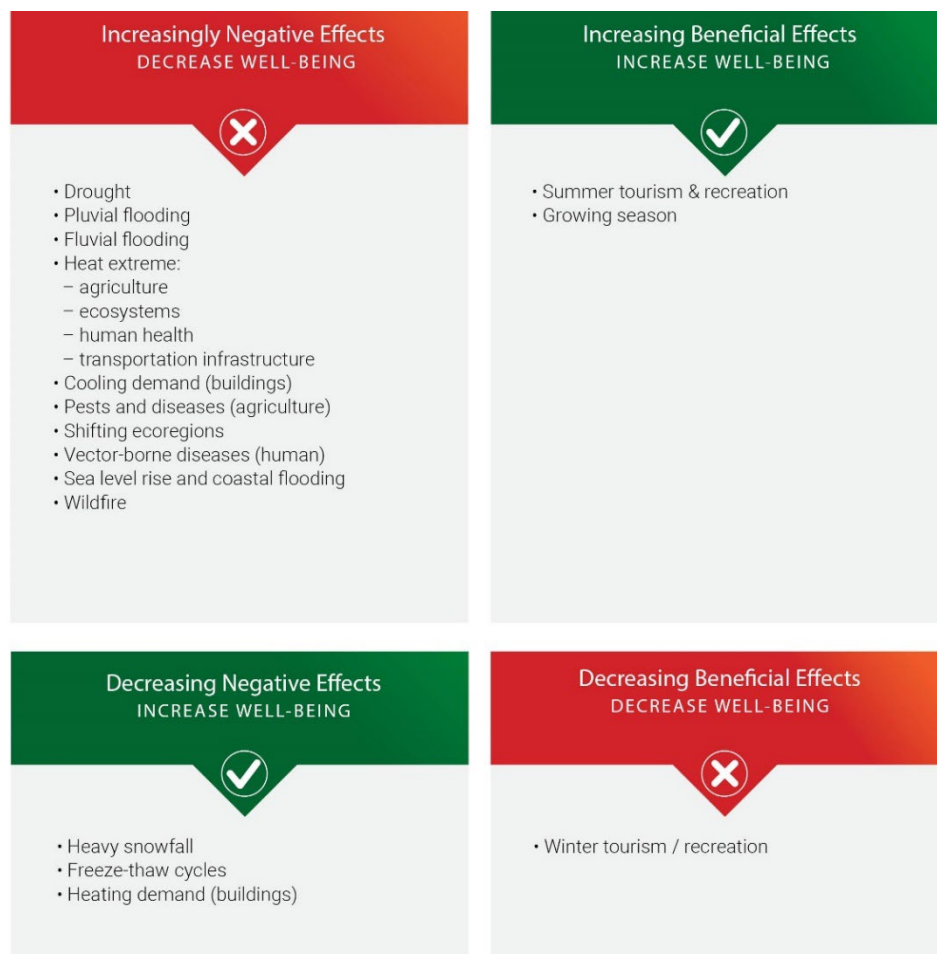 Increasingly Negative Effects
DECREASE WELL-BEING
• Drought
• Pluvial flooding
• Fluvial flooding
• Heat extreme:
– agriculture
– ecosystems
– human health
– transportation infrastructure
• Cooling demand (buildings)
• Pests and diseases (agriculture)
• Shifting ecoregions
• Vector-borne diseases (human)
• Sea level rise and coastal flooding
• Wildfire
Increasing Beneficial Effects
INCREASE WELL-BEING
• Summer tourism & recreation
• Growing season
Decreasing Negative Effects
INCREASE WELL-BEING
• Heavy snowfall
• Freeze-thaw cycles
• Heating demand (buildings)
Decreasing Beneficial Effects
DECREASE WELL-BEING
• Winter tourism / recreation